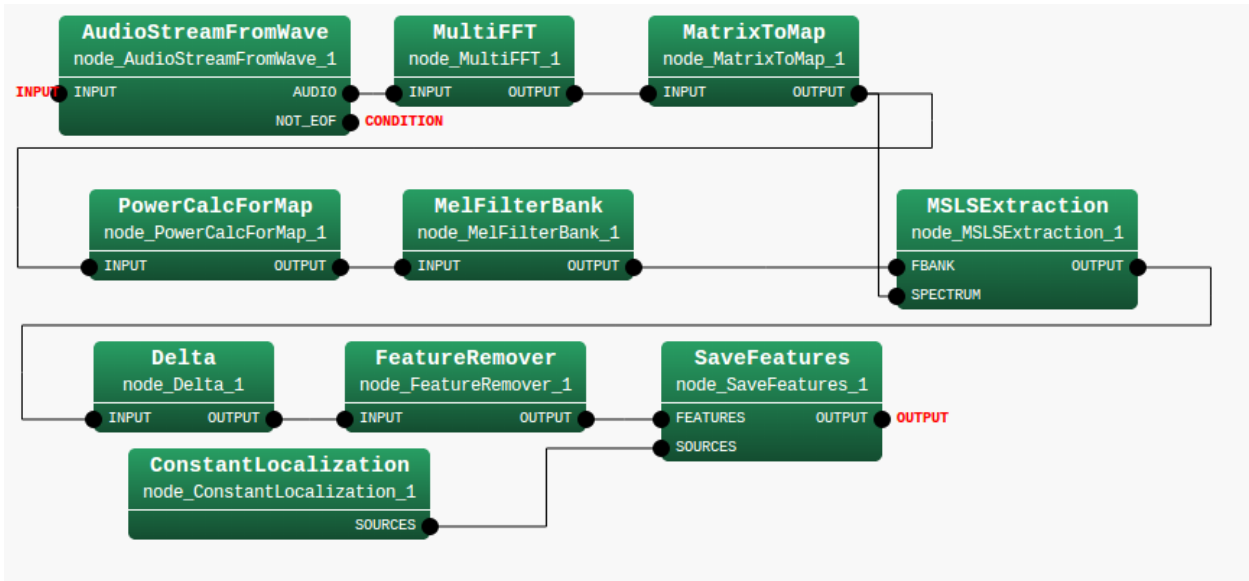 AudioStreamFromWave
node_AudioStreamFromWave_1
INPUT INPUT AUDIO
NOT_EOF CONDITION
MultiFFT
node_MultiFFT_1
INPUT OUTPUT
MatrixToMap
node_MatrixToMap_1
INPUT OUTPUT
PowerCalcForMap
node_PowerCalcForMap_1
INPUT OUTPUT
MelFilterBank
node_MelFilterBank_1
INPUT OUTPUT
MSLSExtraction
node_MSLSExtraction_1
FBANK OUTPUT
SPECTRUM
Delta
node_Delta_1
INPUT OUTPUT
FeatureRemover
node_FeatureRemover_1
INPUT OUTPUT
SaveFeatures
node_SaveFeatures_1
FEATURES OUTPUT OUTPUT
SOURCES
ConstantLocalization
node_ConstantLocalization_1
SOURCES